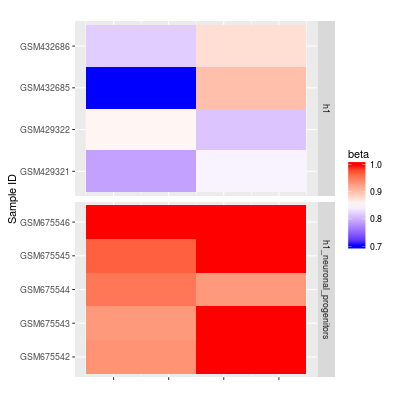 GSM432686
GSM432685
GSM429322
GSM429321
h1
Sample ID
GSM675546
GSM675545
GSM675544
GSM675543
GSM675542
h1_neuronal_progenitors
beta
1.0
0.9
0.8
0.7